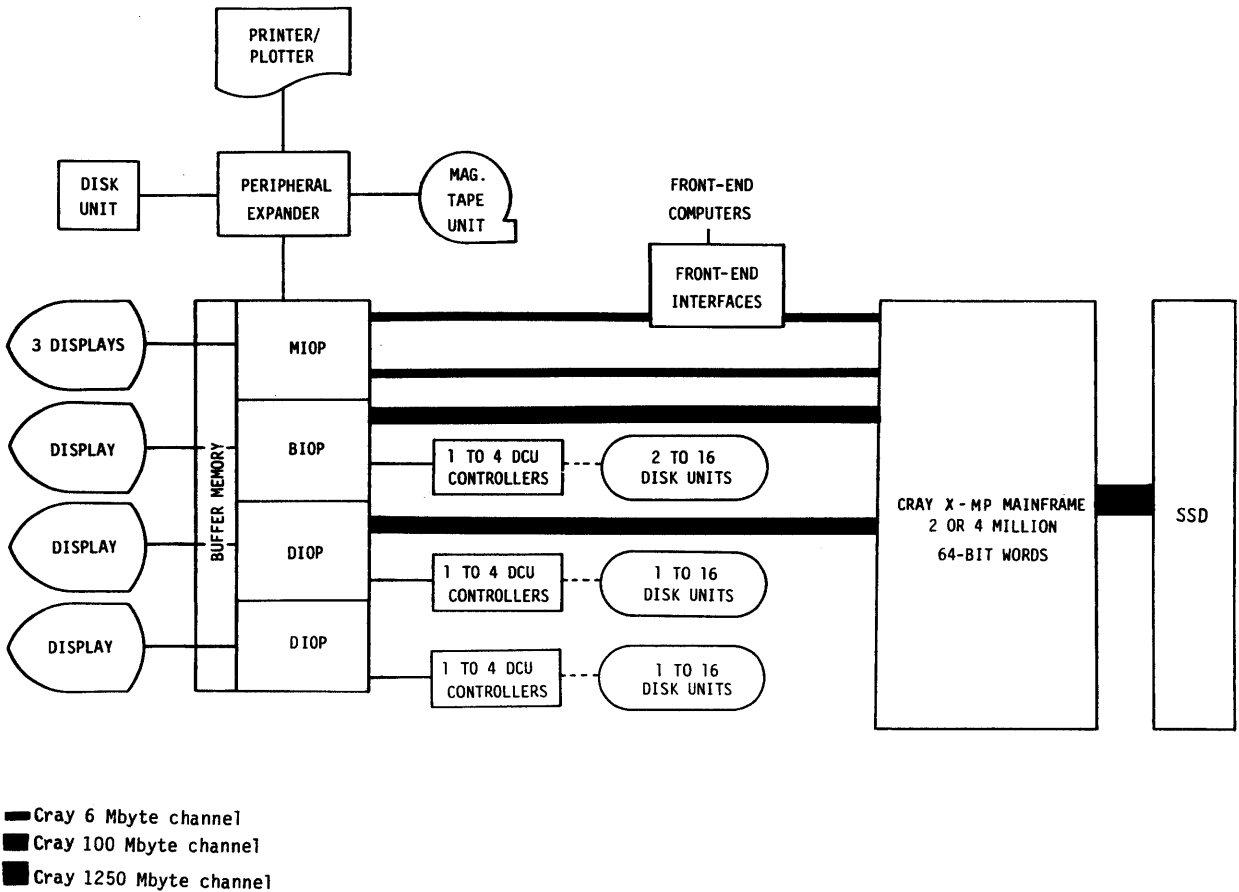 PRINTER/
PLOTTER
DISK
UNIT
PERIPHERAL
EXPANDER
MAG.
TAPE
UNIT
FRONT-END
COMPUTERS
FRONT-END
INTERFACES
3 DISPLAYS
MIOP
DISPLAY
BIOP
1 TO 4 DCU
CONTROLLERS
2 TO 16
DISK UNITS
BUFFER MEMORY
CRAY X-MP MAINFRAME
2 OR 4 MILLION
64-BIT WORDS
SSD
DISPLAY
DIOP
1 TO 4 DCU
CONTROLLERS
1 TO 16
DISK UNITS
DISPLAY
DIOP
1 TO 4 DCU
CONTROLLERS
1 TO 16
DISK UNITS
Cray 6 Mbyte channel
Cray 100 Mbyte channel
Cray 1250 Mbyte channel